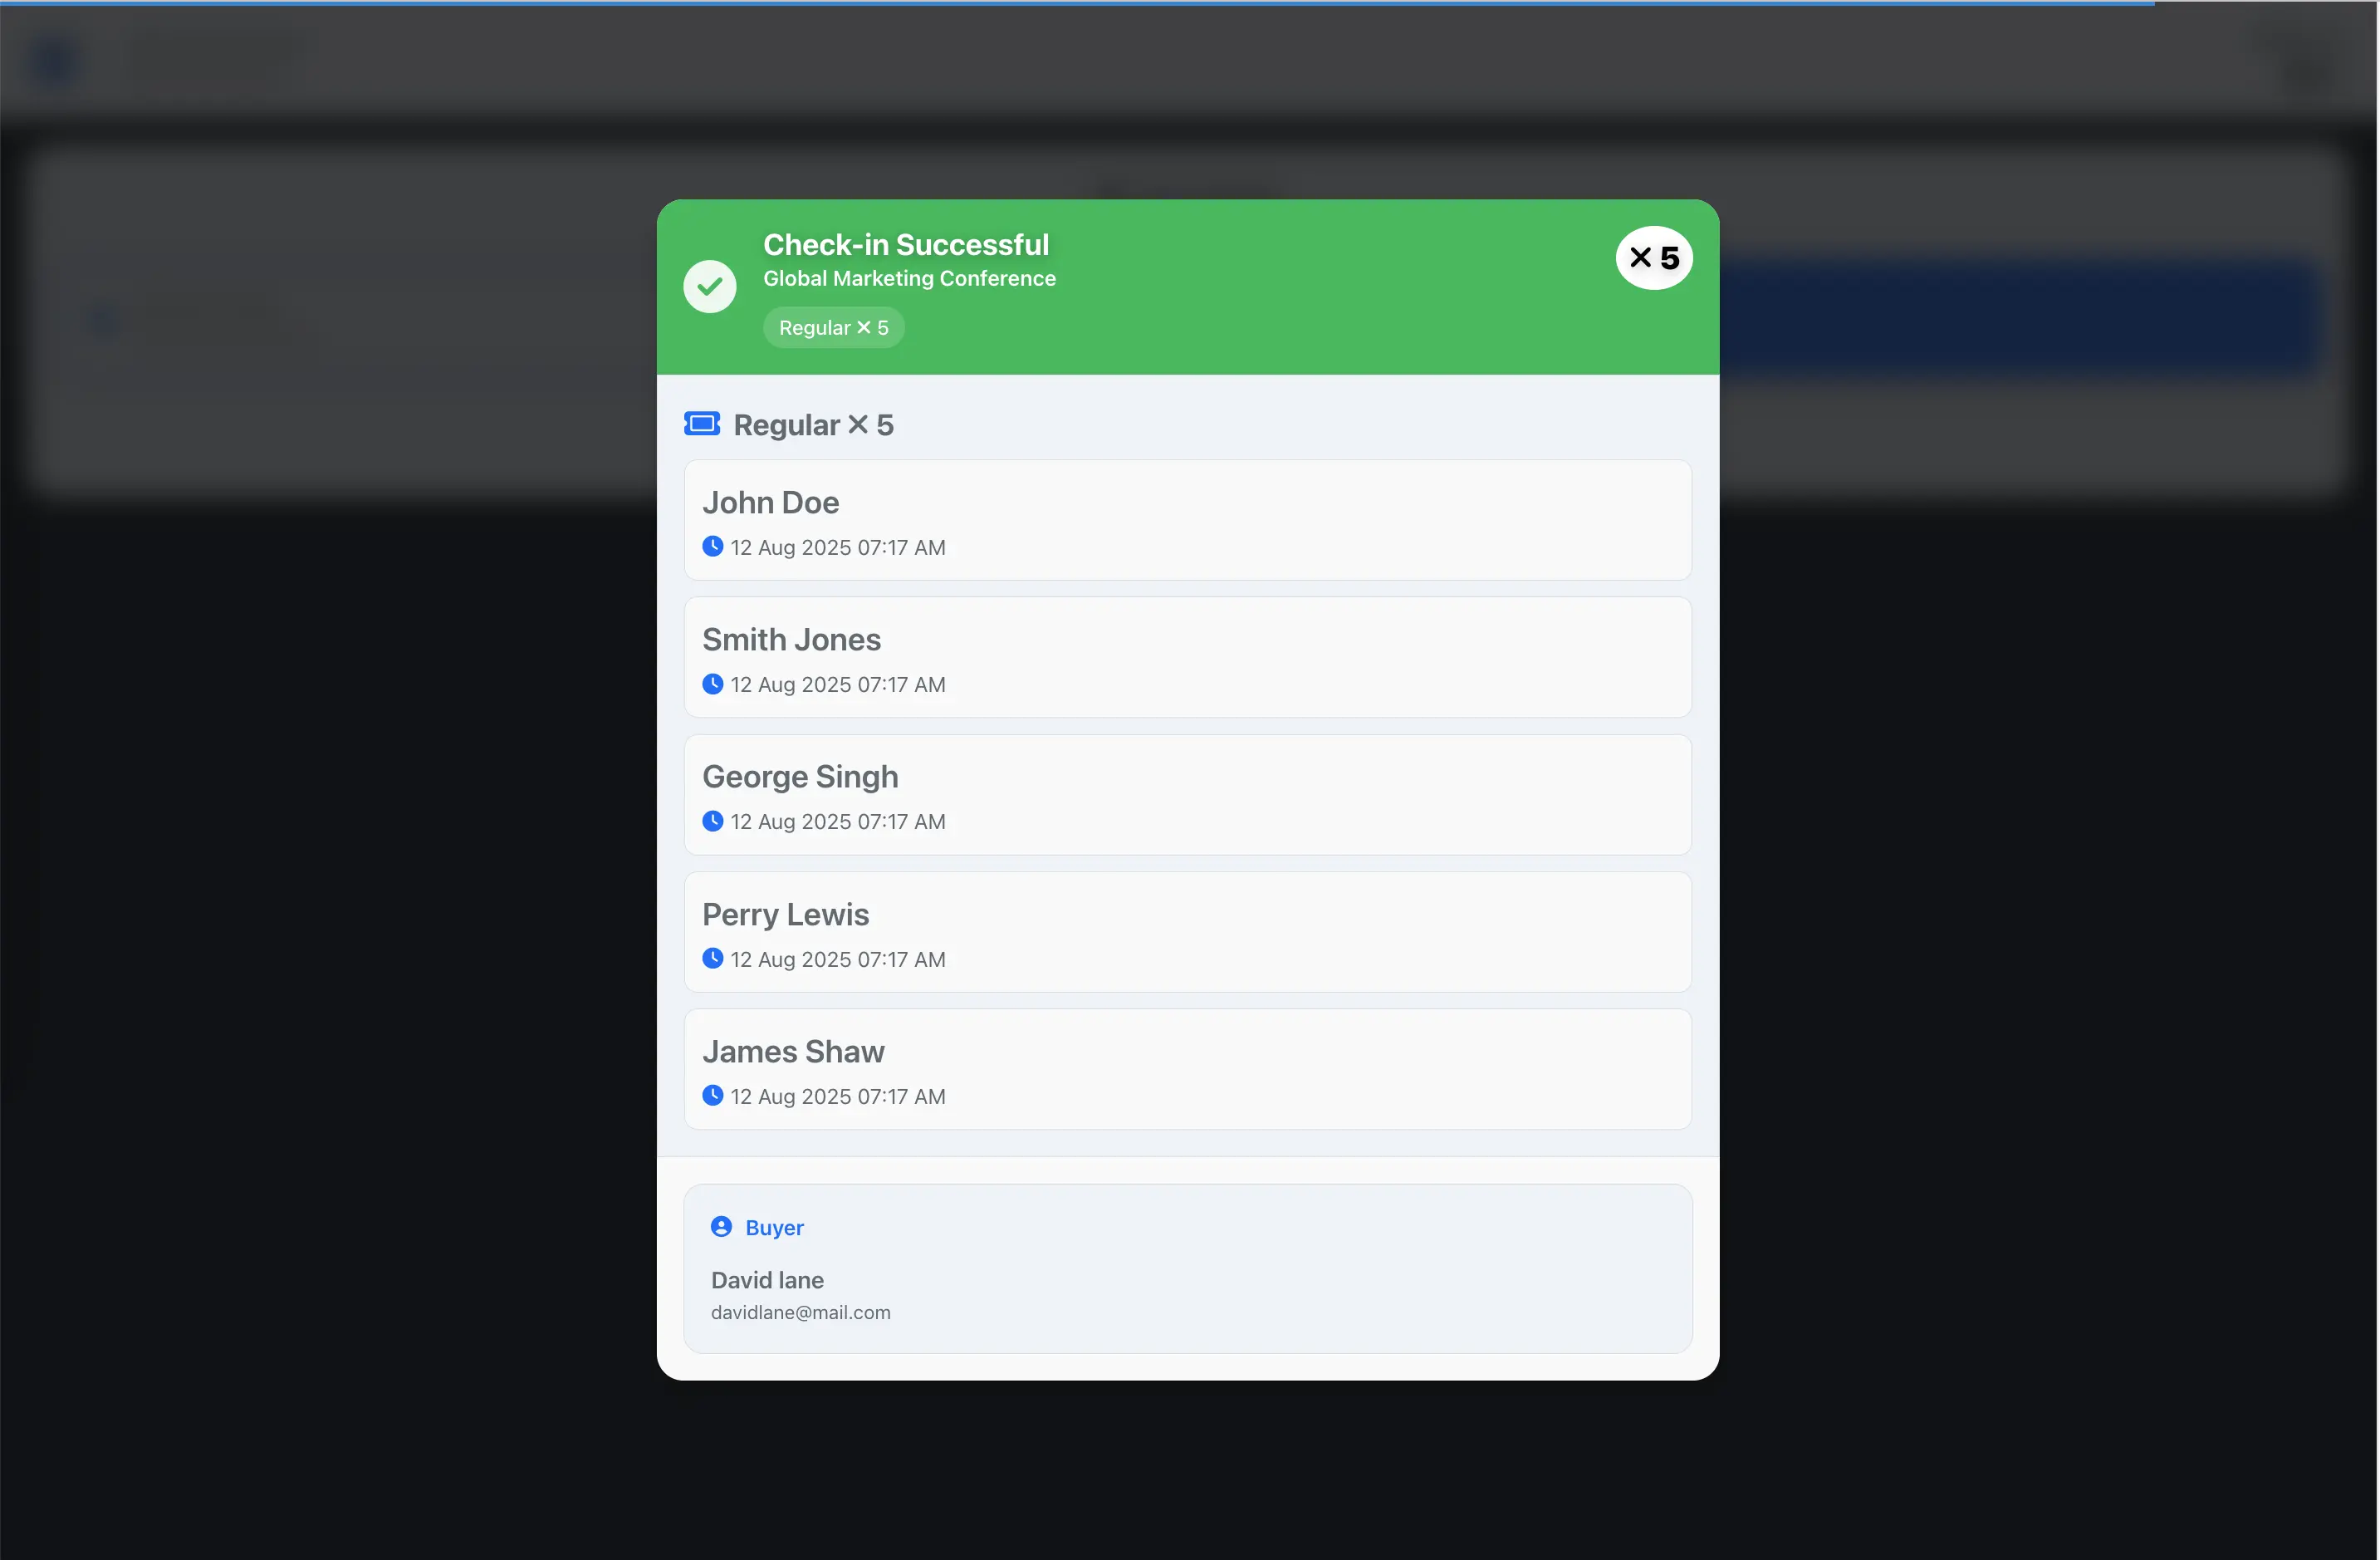 Check-in Successful
Global Marketing Conference
Regular ✕ 5
✕ 5
Regular ✕ 5
John Doe
12 Aug 2025 07:17 AM
Smith Jones
12 Aug 2025 07:17 AM
George Singh
12 Aug 2025 07:17 AM
Perry Lewis
12 Aug 2025 07:17 AM
James Shaw
12 Aug 2025 07:17 AM
Buyer
David lane
davidlane@mail.com